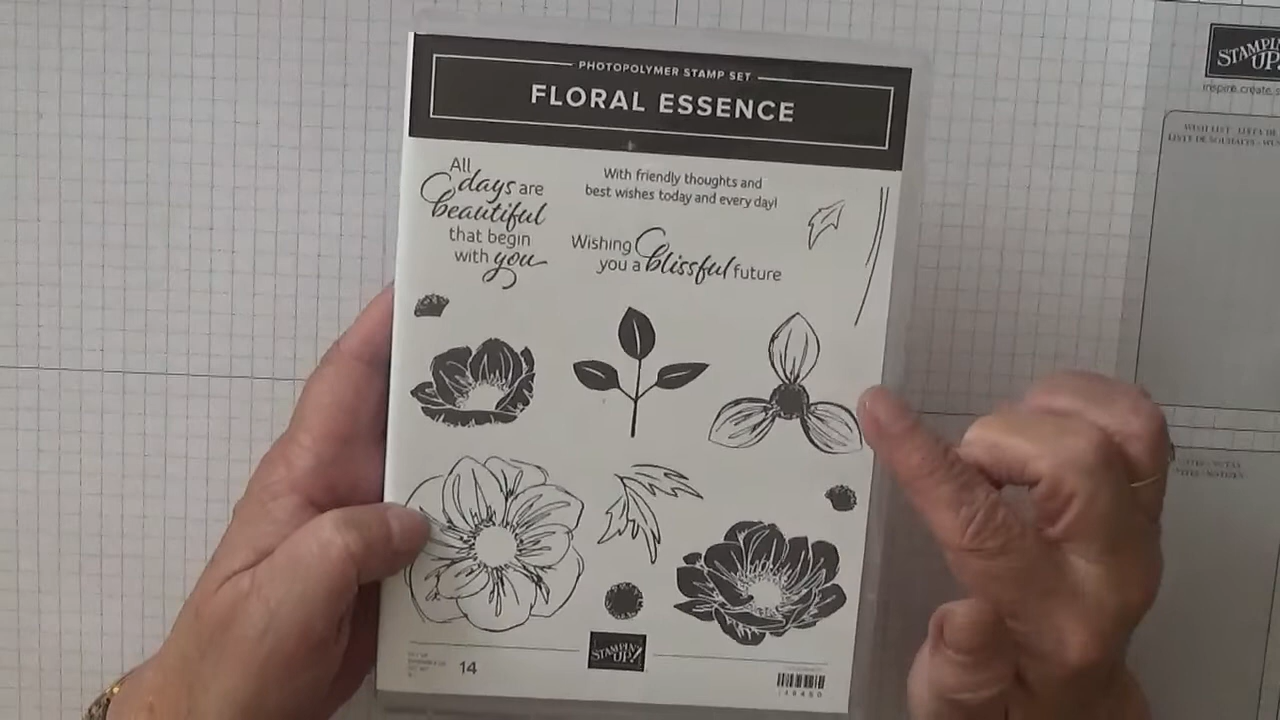 PHOTOPOLYMER STAMP SET
FLORAL ESSENCE
All
days are
beautiful
that begin
with you
With friendly thoughts and
best wishes today and every day!
Wishing
you a blissful future
14
STAMPIN' UP!
STAMPIN
UP!
inspire.create.s